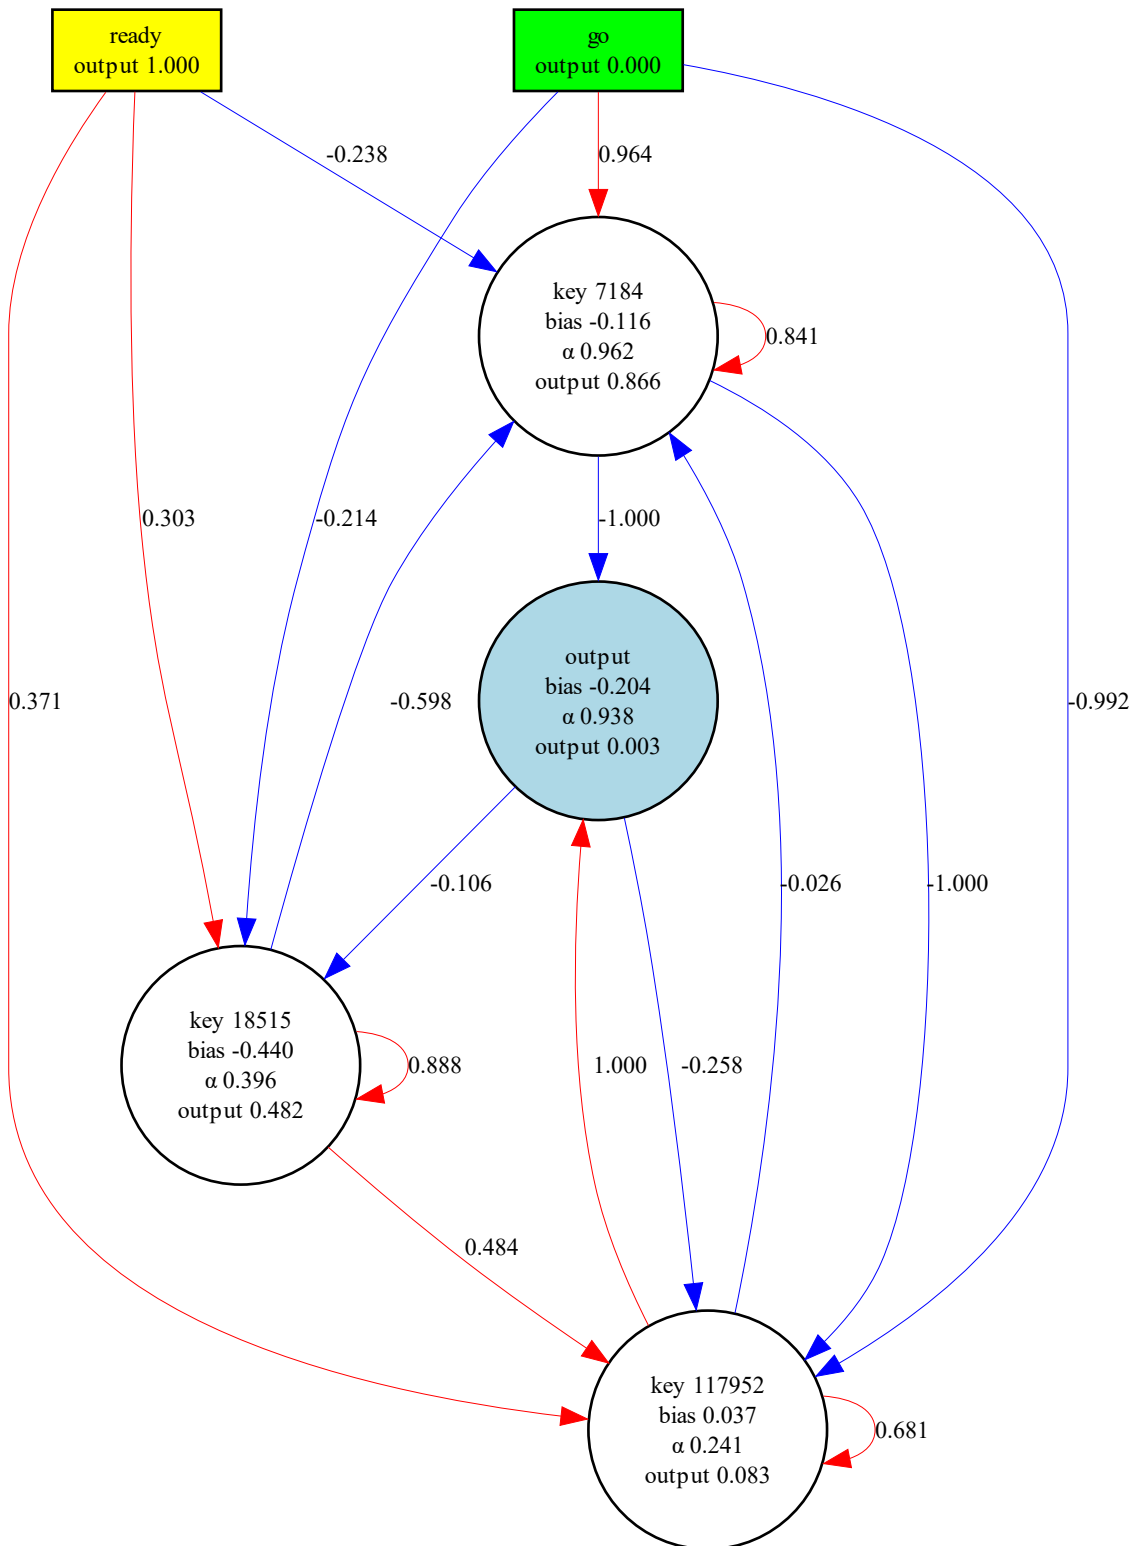 ready
output 1.000
go
output 0.000
-0.238
0.964
key 7184
bias -0.116
α 0.962
output 0.866
0.841
0.303
-0.214
-1.000
0.371
-0.598
output
bias -0.204
α 0.938
output 0.003
-0.992
-0.106
-0.026
-1.000
key 18515
bias -0.440
α 0.396
output 0.482
0.888
1.000
-0.258
0.484
key 117952
bias 0.037
α 0.241
output 0.083
0.681